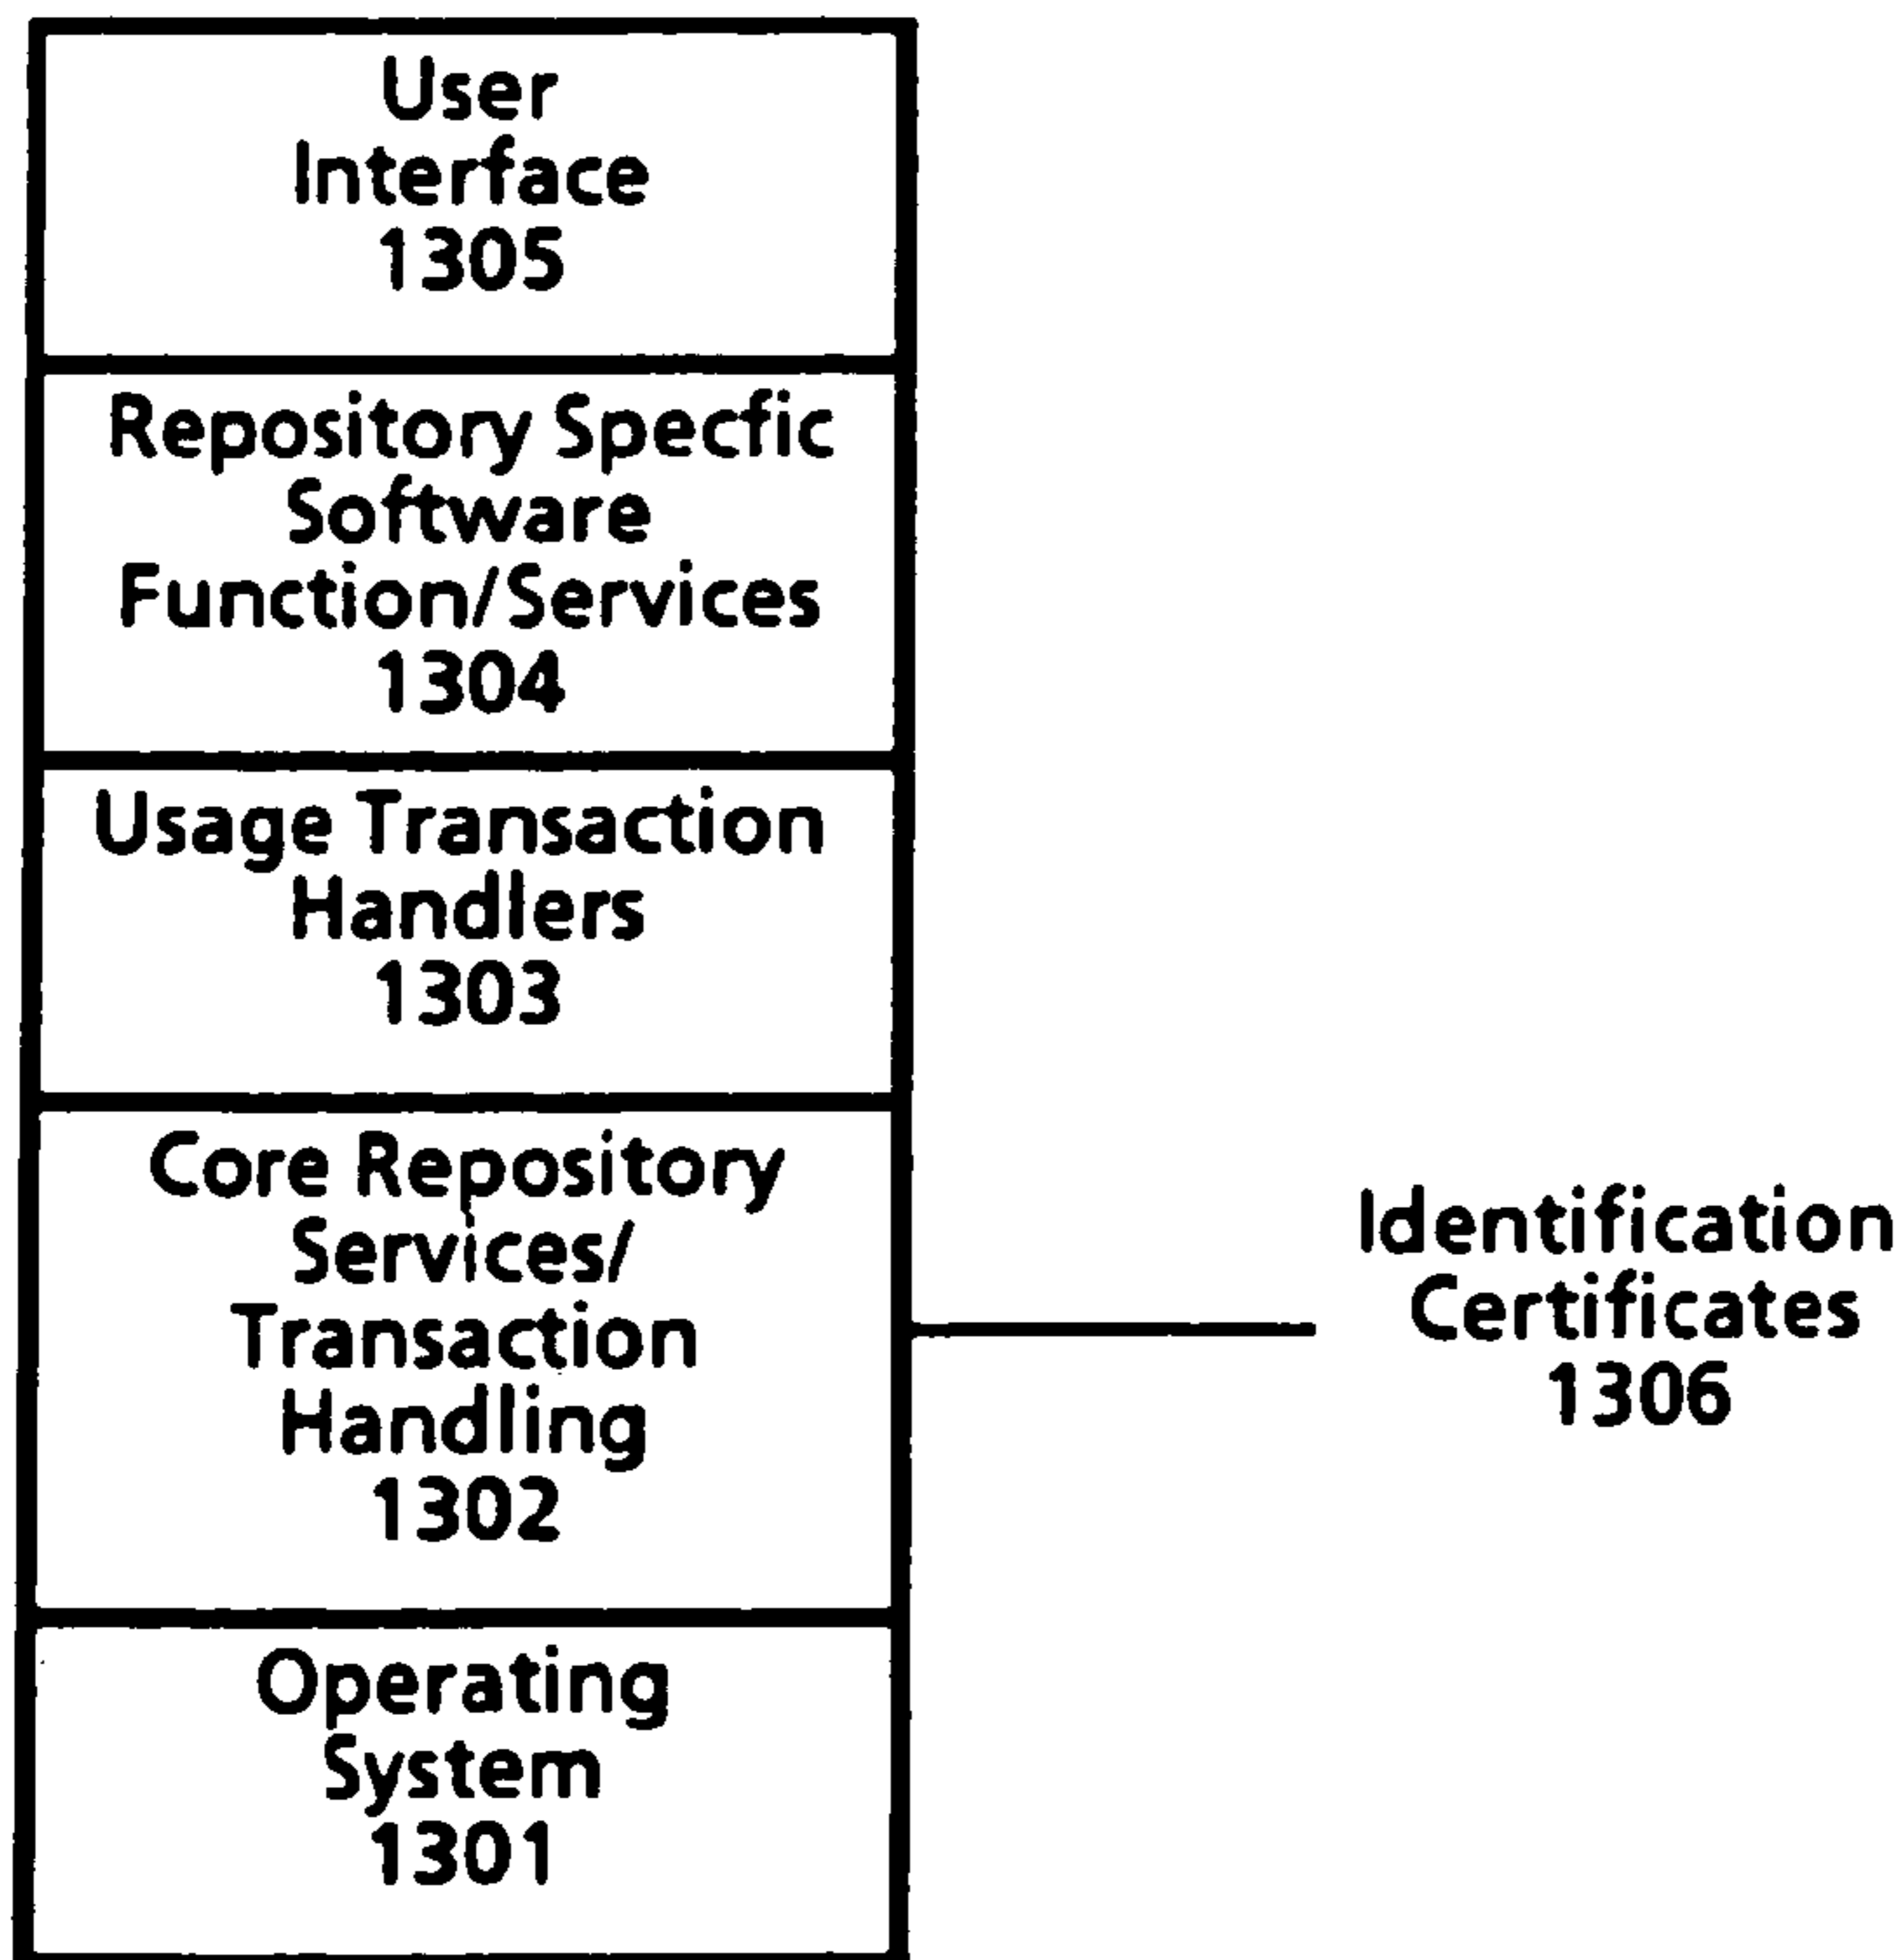 User
Interface
1305
Repository Specfic
Software
Function/Services
1304
Usage Transaction
Handlers
1303
Core Repository
Services/
Transaction
Handling
1302
Identification
Certificates
1306
Operating
System
1301